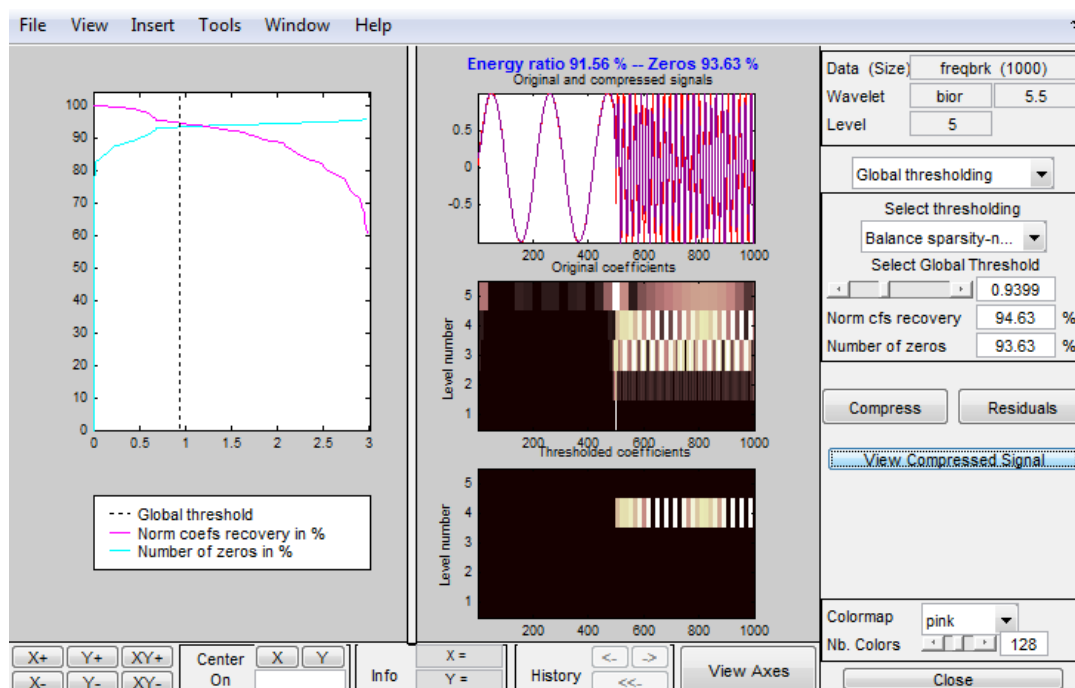 File View Insert Tools Window Help
100
90
80
70
60
50
40
30
20
10
0
0 0.5 1 1.5 2 2.5 3
Global threshold
Norm coefs recovery in %
Number of zeros in %
Energy ratio 91.56 % -- Zeros 93.63 %
Original and compressed signals
0.5
0
-0.5
200 400 600 800 1000
Original coefficients
Level number
5
4
3
2
1
200 400 600 800 1000
Thresholded coefficients
Level number
5
4
3
2
1
200 400 600 800 1000
Data (Size) freqbrk (1000)
Wavelet bior 5.5
Level 5
Global thresholding
Select thresholding
Balance sparsity-n...
Select Global Threshold
0.9399
Norm cfs recovery 94.63 %
Number of zeros 93.63 %
Compress Residuals
View Compressed Signal
Colormap pink
Nb. Colors 128
Close
X+ Y+ XY+
X- Y- XY-
Center
On
X Y
Info
X =
Y =
History
<- ->
<<-
View Axes